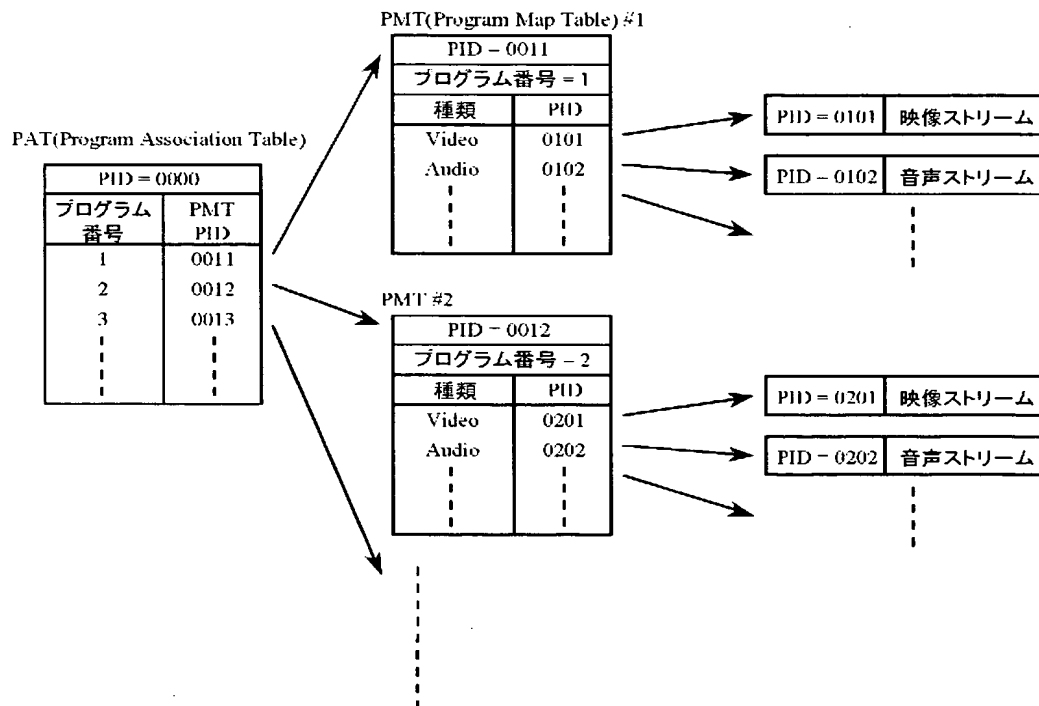 PMT(Program Map Table) #1
PID = 0011
プログラム番号 = 1
種類 PID
Video 0101
Audio 0102
PID = 0101 映像ストリーム
PID = 0102 音声ストリーム
PAT(Program Association Table)
PID = 0000
プログラム番号 PMT PID
1 0011
2 0012
3 0013
PMT #2
PID = 0012
プログラム番号 = 2
種類 PID
Video 0201
Audio 0202
PID = 0201 映像ストリーム
PID = 0202 音声ストリーム